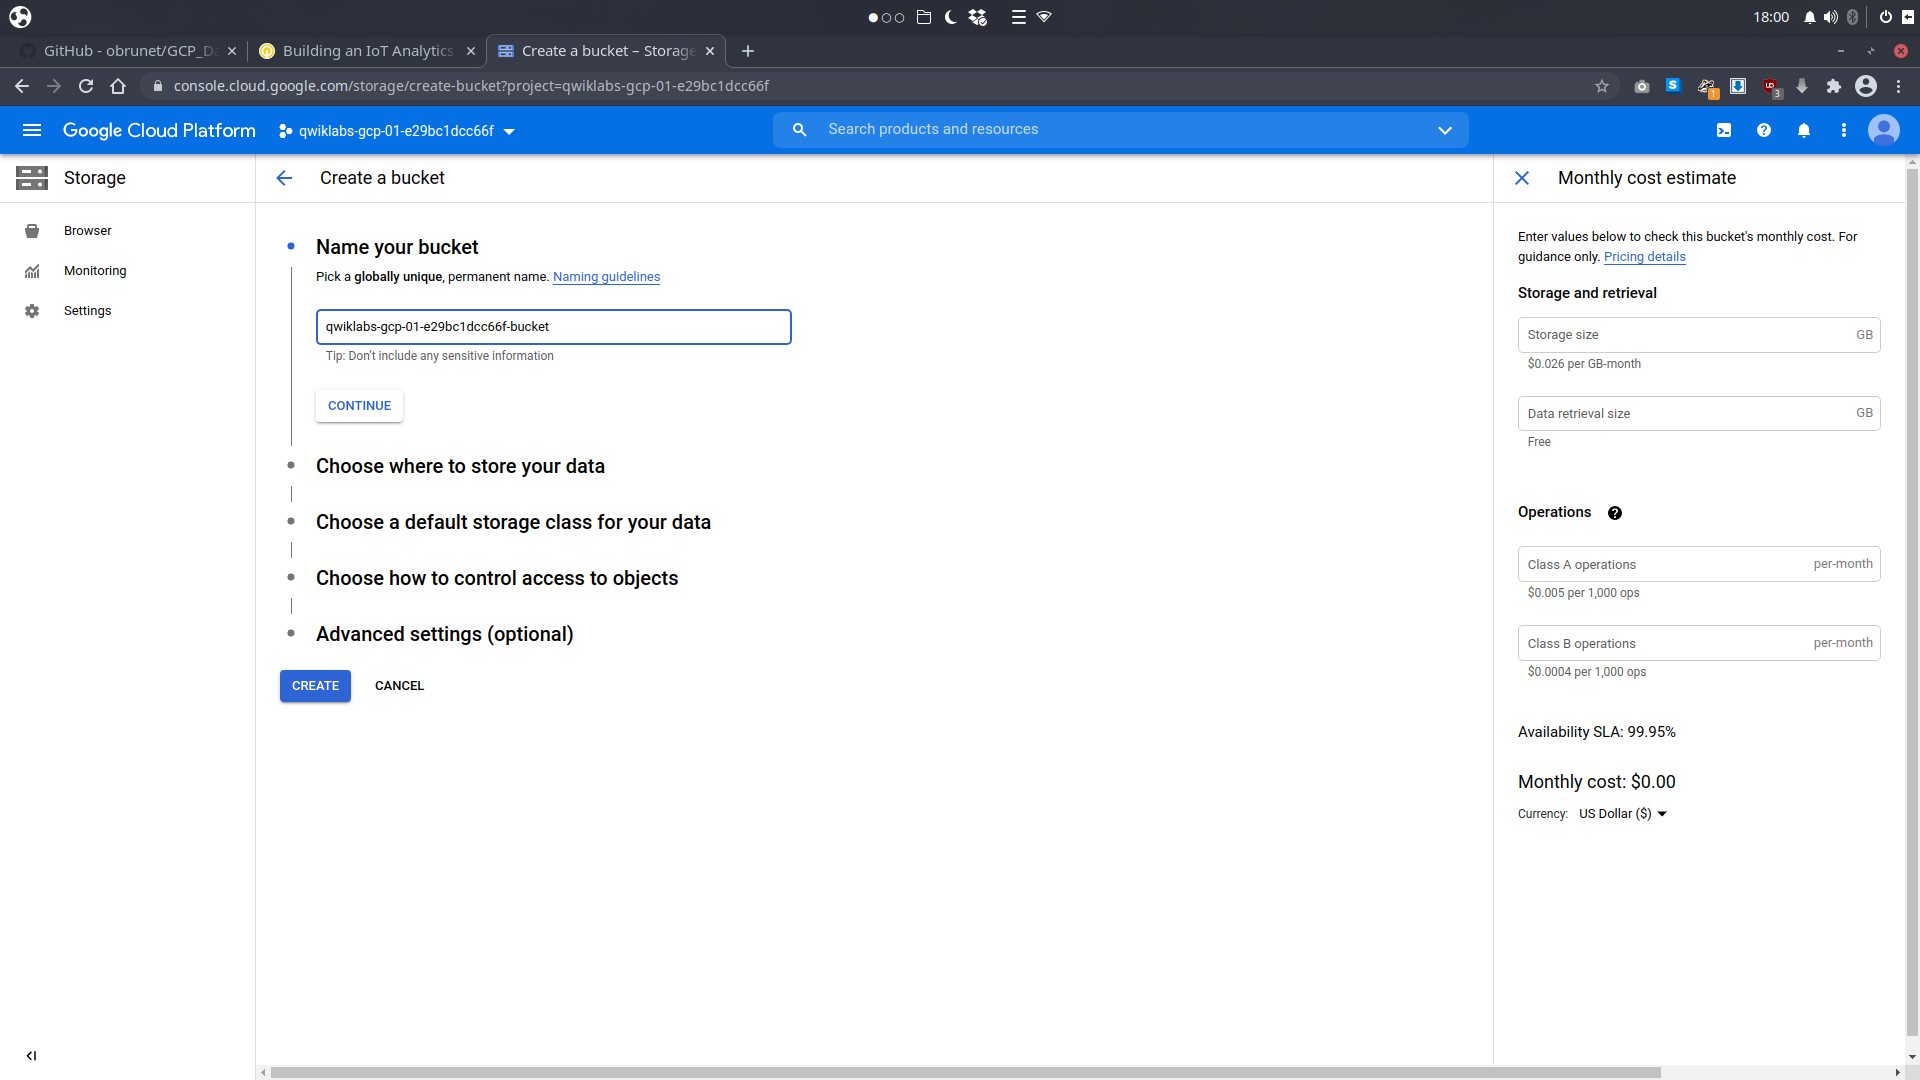 18:00
GitHub - obrunet/GCP_Da
Building an IoT Analytics
Create a bucket – Storage
console.cloud.google.com/storage/create-bucket?project=qwiklabs-gcp-01-e29bc1dcc66f
S
1
UD
3
Google Cloud Platform
qwiklabs-gcp-01-e29bc1dcc66f
Search products and resources
Storage
Browser
Monitoring
Settings
Create a bucket
Name your bucket
Pick a globally unique, permanent name. Naming guidelines
qwiklabs-gcp-01-e29bc1dcc66f-bucket
Tip: Don't include any sensitive information
CONTINUE
Choose where to store your data
Choose a default storage class for your data
Choose how to control access to objects
Advanced settings (optional)
CREATE
CANCEL
Monthly cost estimate
Enter values below to check this bucket's monthly cost. For
guidance only. Pricing details
Storage and retrieval
Storage size GB
$0.026 per GB-month
Data retrieval size GB
Free
Operations
Class A operations per-month
$0.005 per 1,000 ops
Class B operations per-month
$0.0004 per 1,000 ops
Availability SLA: 99.95%
Monthly cost: $0.00
Currency: US Dollar ($)